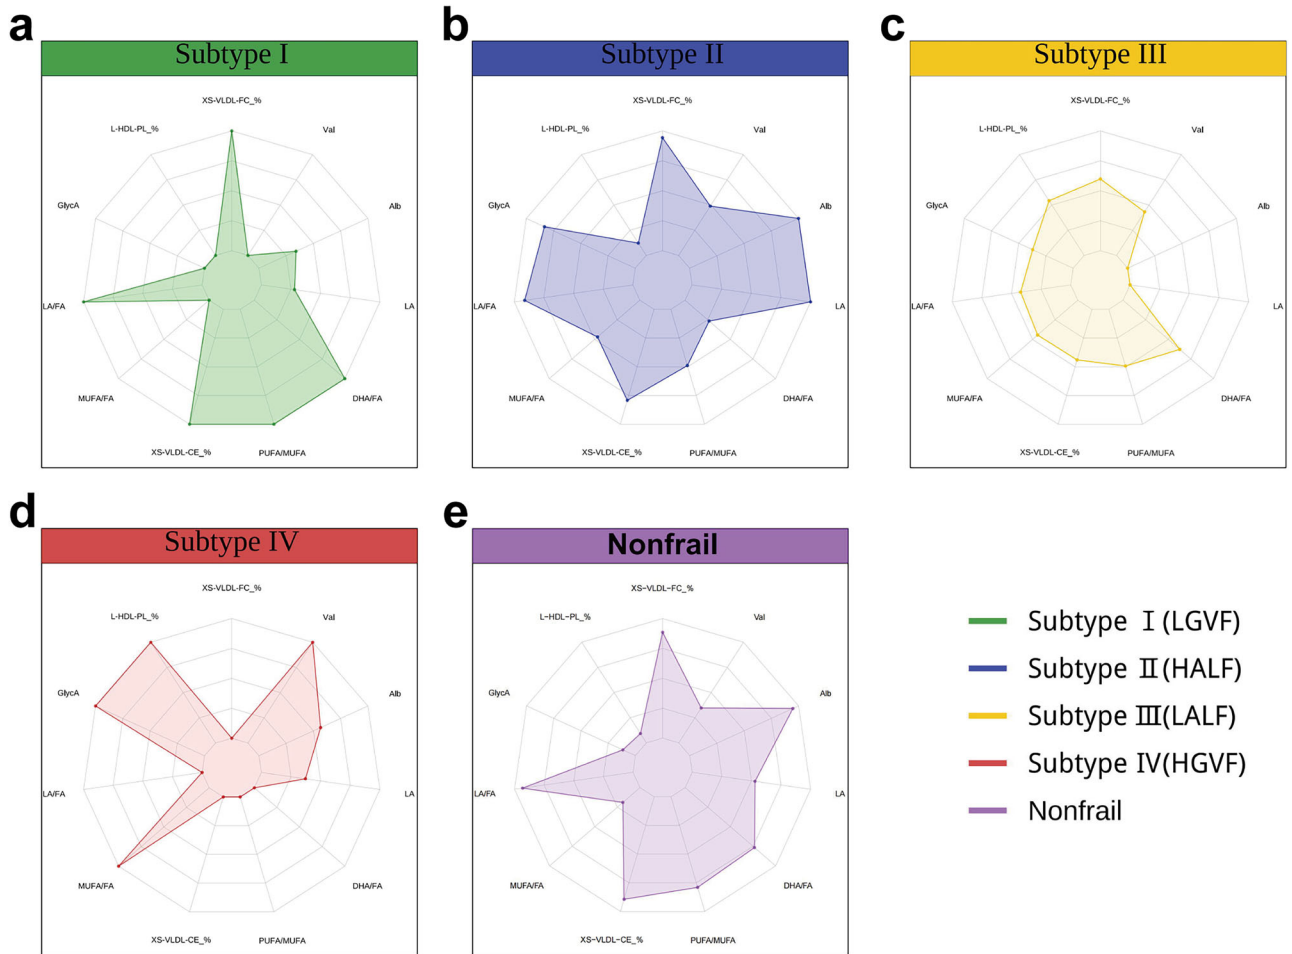 a
Subtype I
XS-VLDL-FC_%
L-HDL-PL_%
Val
GlycA
Alb
LA/FA
LA
MUFA/FA
DHA/FA
XS-VLDL-CE_%
PUFA/MUFA
b
Subtype II
XS-VLDL-FC_%
L-HDL-PL_%
Val
GlycA
Alb
LA/FA
LA
MUFA/FA
DHA/FA
XS-VLDL-CE_%
PUFA/MUFA
c
Subtype III
XS-VLDL-FC_%
L-HDL-PL_%
Val
GlycA
Alb
LA/FA
LA
MUFA/FA
DHA/FA
XS-VLDL-CE_%
PUFA/MUFA
d
Subtype IV
XS-VLDL-FC_%
L-HDL-PL_%
Val
GlycA
Alb
LA/FA
LA
MUFA/FA
DHA/FA
XS-VLDL-CE_%
PUFA/MUFA
e
Nonfrail
XS−VLDL−FC_%
L−HDL−PL_%
Val
GlycA
Alb
LA/FA
LA
MUFA/FA
DHA/FA
XS−VLDL−CE_%
PUFA/MUFA
Subtype Ⅰ(LGVF)
Subtype Ⅱ(HALF)
Subtype Ⅲ(LALF)
Subtype Ⅳ(HGVF)
Nonfrail